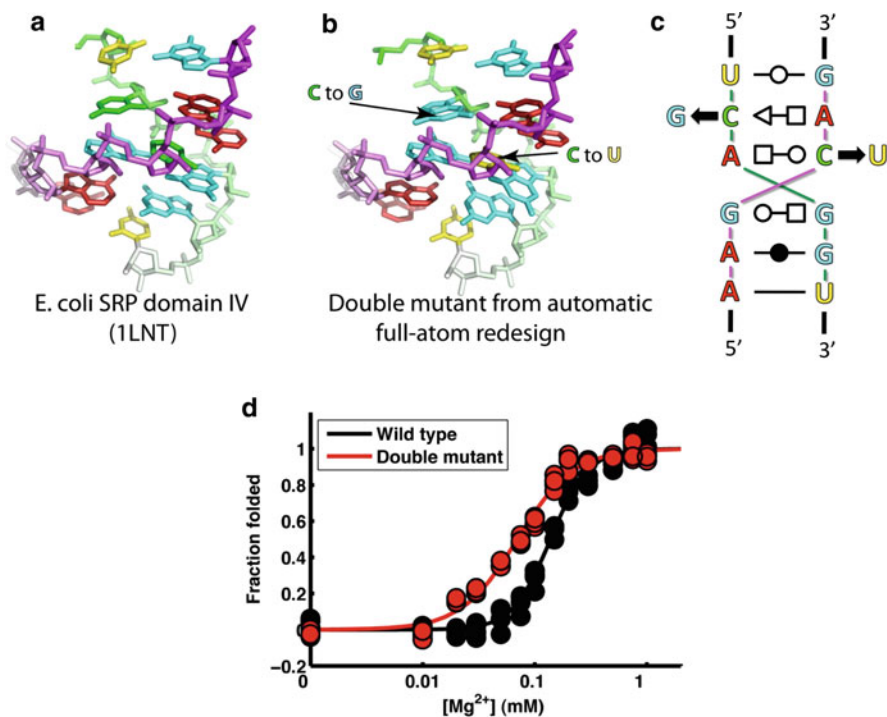 a
b
c
C to G
C to U
E. coli SRP domain IV
(1LNT)
Double mutant from automatic
full-atom redesign
5’ 3’
U G
G C A
A C U
G G
A G
A U
5’ 3’
d
Wild type
Double mutant
Fraction folded
1
0.8
0.6
0.4
0.2
0
−0.2
0 0.01 0.1 1
[Mg2+] (mM)